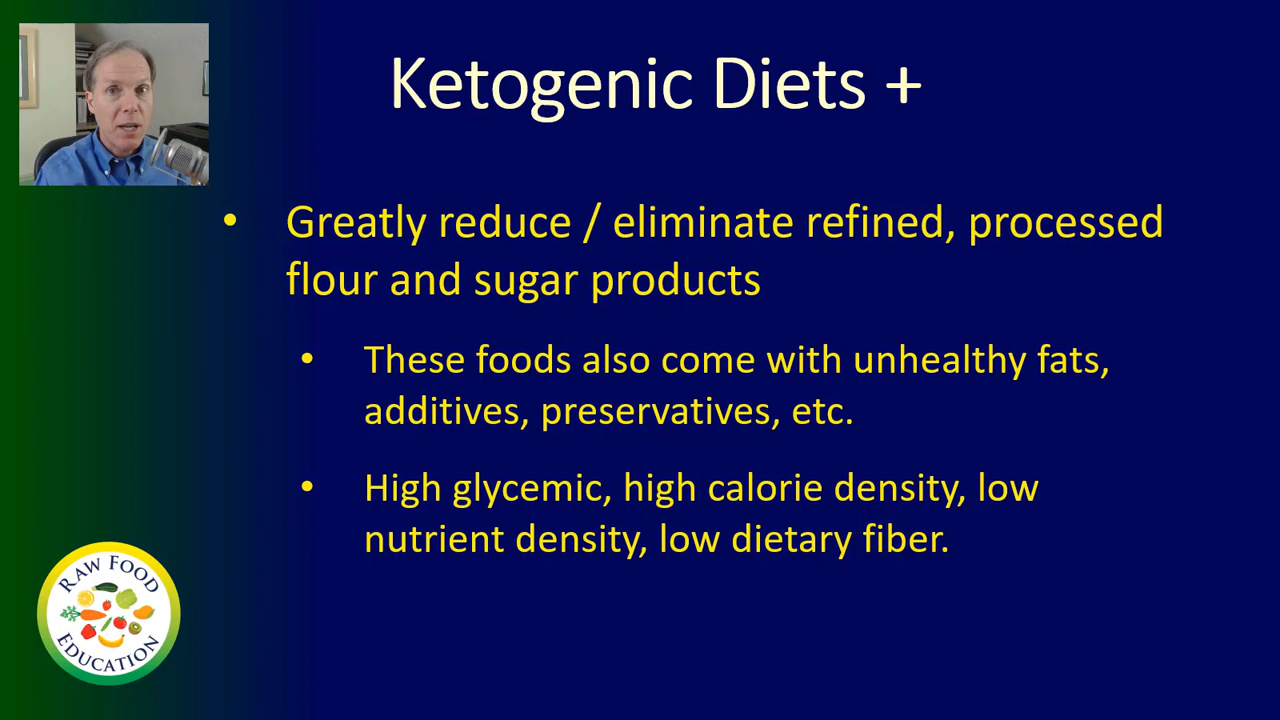 Ketogenic Diets +
• Greatly reduce / eliminate refined, processed
flour and sugar products
• These foods also come with unhealthy fats,
additives, preservatives, etc.
• High glycemic, high calorie density, low
nutrient density, low dietary fiber.
RAW FOOD
EDUCATION